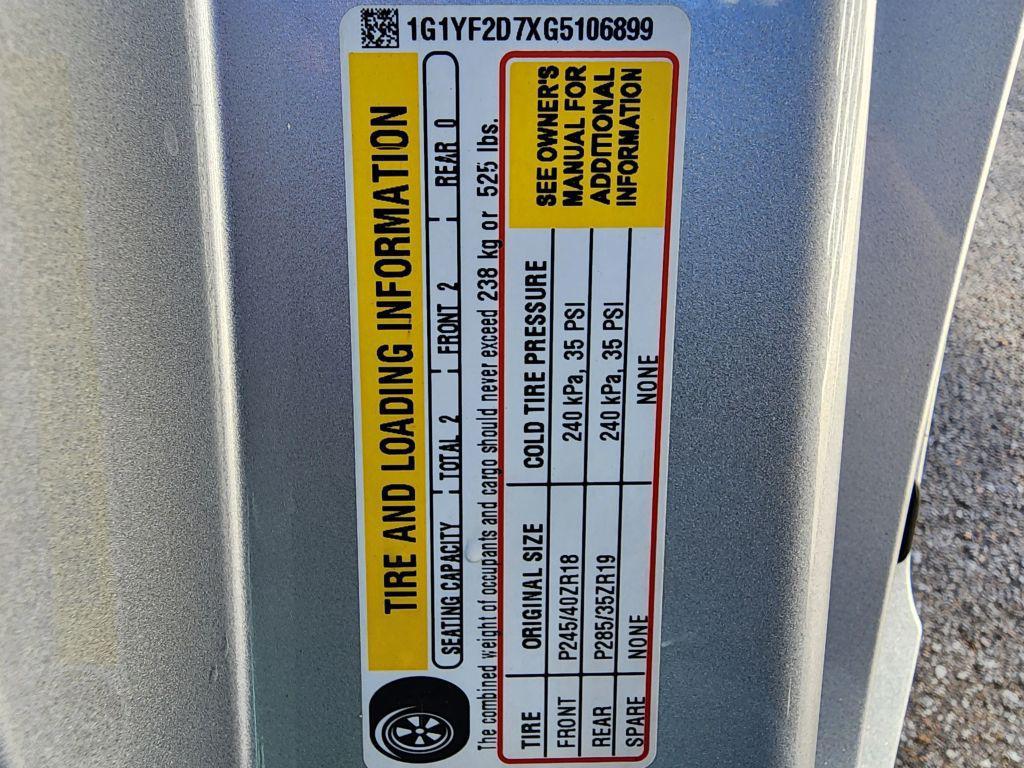 1G1YF2D7XG5106899
TIRE AND LOADING INFORMATION
SEATING CAPACITY TOTAL 2 FRONT 2 REAR 0
The combined weight of occupants and cargo should never exceed 238 kg or 525 lbs.
TIRE ORIGINAL SIZE COLD TIRE PRESSURE
FRONT P245/40ZR18 240 kPa, 35 PSI
REAR P285/35ZR19 240 kPa, 35 PSI
SPARE NONE NONE
SEE OWNER'S
MANUAL FOR
ADDITIONAL
INFORMATION